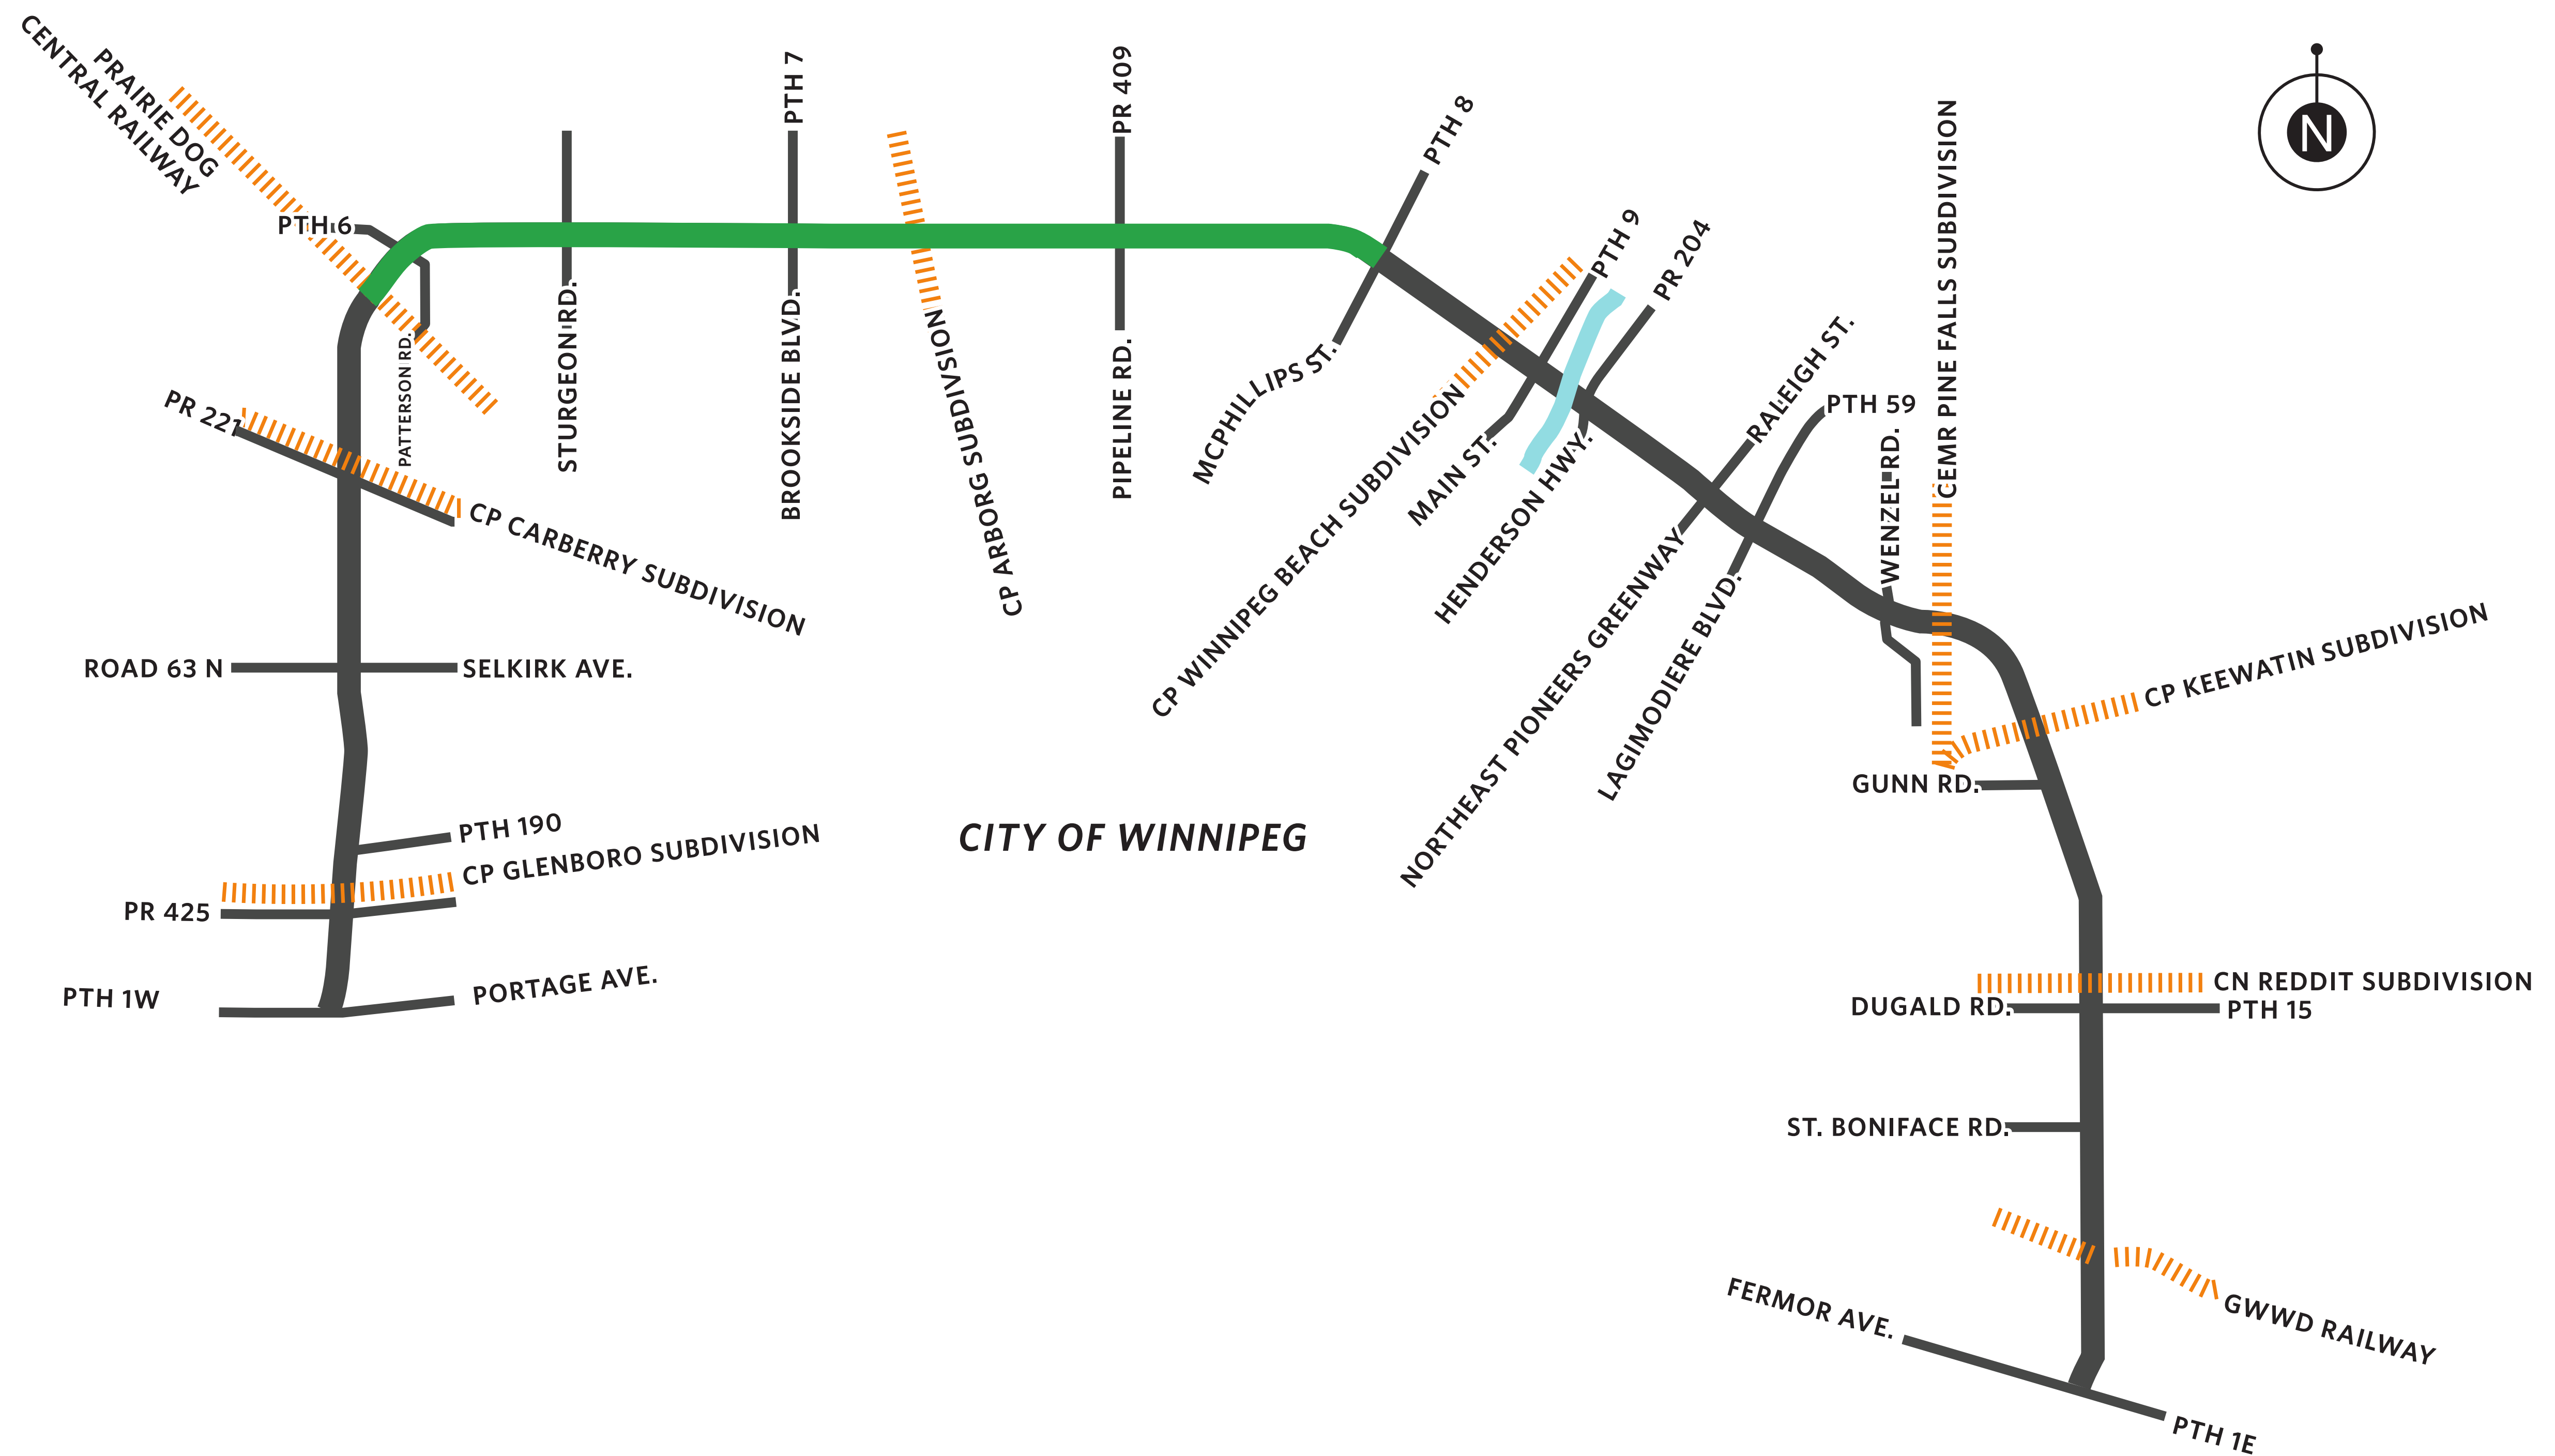 CENTRAL RAILWAY
PRAIRIE DOG
PTH 6
PATTERSON RD.
STURGEON RD.
PTH 7
BROOKSIDE BLVD.
CP ARBORG SUBDIVISION
PR 409
PIPELINE RD.
PTH 8
MCPHILLIPS ST.
CP WINNIPEG BEACH SUBDIVISION
PTH 9
MAIN ST.
PR 204
HENDERSON HWY.
RALEIGH ST.
NORTHEAST PIONEERS GREENWAY
PTH 59
LAGIMODIERE BLVD.
WENZEL RD.
CEMR PINE FALLS SUBDIVISION
N
PR 221
CP CARBERRY SUBDIVISION
ROAD 63 N
SELKIRK AVE.
CP KEEWATIN SUBDIVISION
GUNN RD.
PTH 190
CP GLENBORO SUBDIVISION
CITY OF WINNIPEG
PR 425
PTH 1W
PORTAGE AVE.
CN REDDIT SUBDIVISION
DUGALD RD.
PTH 15
ST. BONIFACE RD.
GWWD RAILWAY
FERMOR AVE.
PTH 1E